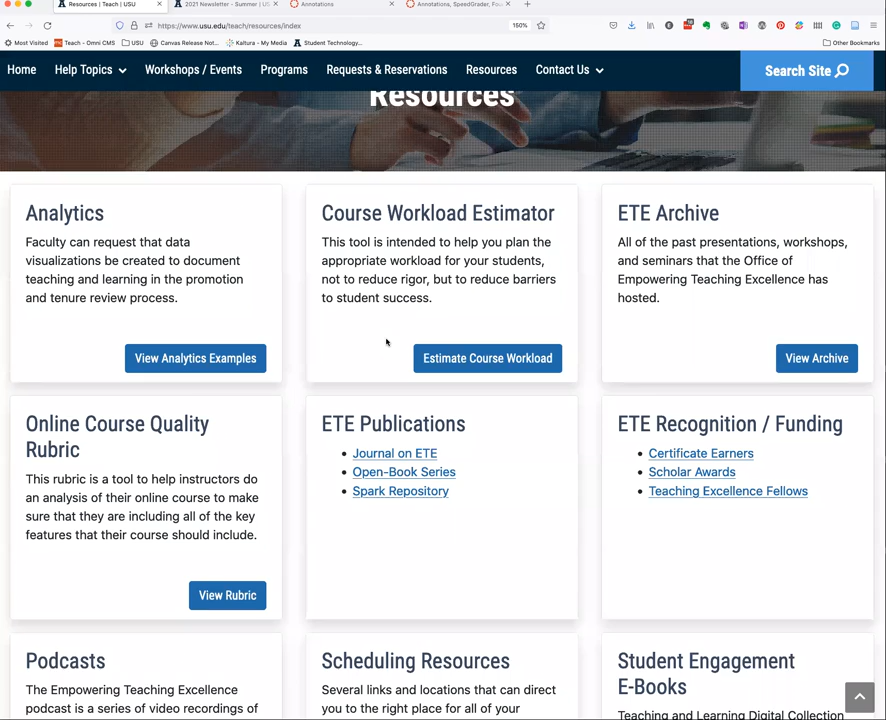 Resources | Teach | USU
2021 Newsletter - Summer | US
Annotations
Annotations, SpeedGrader, Fou
https://www.usu.edu/teach/resources/index
150%
Most Visited
Teach - Omni CMS
USU
Canvas Release Not...
Kaltura - My Media
Student Technology...
Other Bookmarks
Home
Help Topics
Workshops / Events
Programs
Requests & Reservations
Resources
Contact Us
Search Site
Resources
Analytics
Faculty can request that data
visualizations be created to document
teaching and learning in the promotion
and tenure review process.
View Analytics Examples
Course Workload Estimator
This tool is intended to help you plan the
appropriate workload for your students,
not to reduce rigor, but to reduce barriers
to student success.
Estimate Course Workload
ETE Archive
All of the past presentations, workshops,
and seminars that the Office of
Empowering Teaching Excellence has
hosted.
View Archive
Online Course Quality
Rubric
This rubric is a tool to help instructors do
an analysis of their online course to make
sure that they are including all of the key
features that their course should include.
View Rubric
ETE Publications
Journal on ETE
Open-Book Series
Spark Repository
ETE Recognition / Funding
Certificate Earners
Scholar Awards
Teaching Excellence Fellows
Podcasts
The Empowering Teaching Excellence
podcast is a series of video recordings of
Scheduling Resources
Several links and locations that can direct
you to the right place for all of your
Student Engagement
E-Books
Teaching and Learning Digital Collection